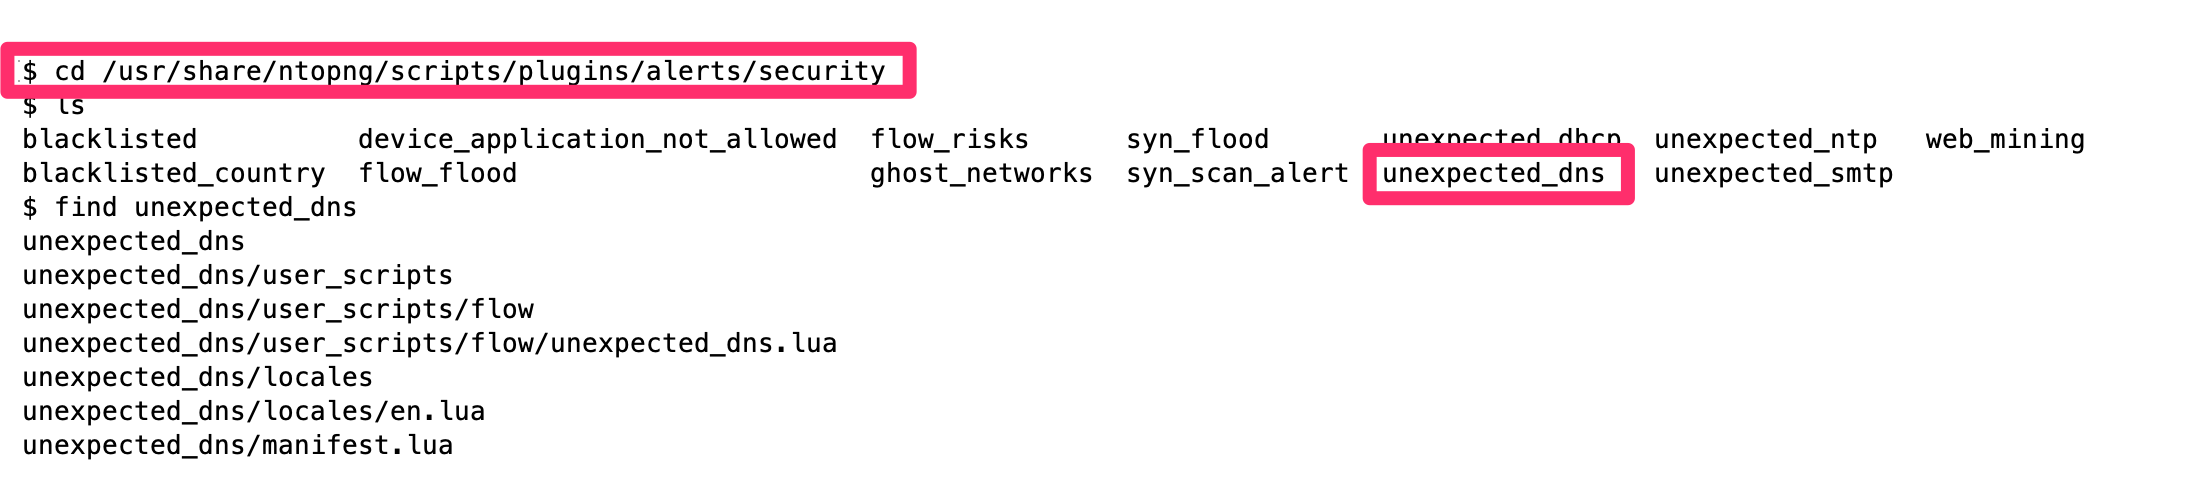 $ cd /usr/share/ntopng/scripts/plugins/alerts/security
$ ls
blacklisted          device_application_not_allowed  flow_risks      syn_flood       unexpected_dhcp  unexpected_ntp   web_mining
blacklisted_country  flow_flood                      ghost_networks  syn_scan_alert  unexpected_dns   unexpected_smtp
$ find unexpected_dns
unexpected_dns
unexpected_dns/user_scripts
unexpected_dns/user_scripts/flow
unexpected_dns/user_scripts/flow/unexpected_dns.lua
unexpected_dns/locales
unexpected_dns/locales/en.lua
unexpected_dns/manifest.lua